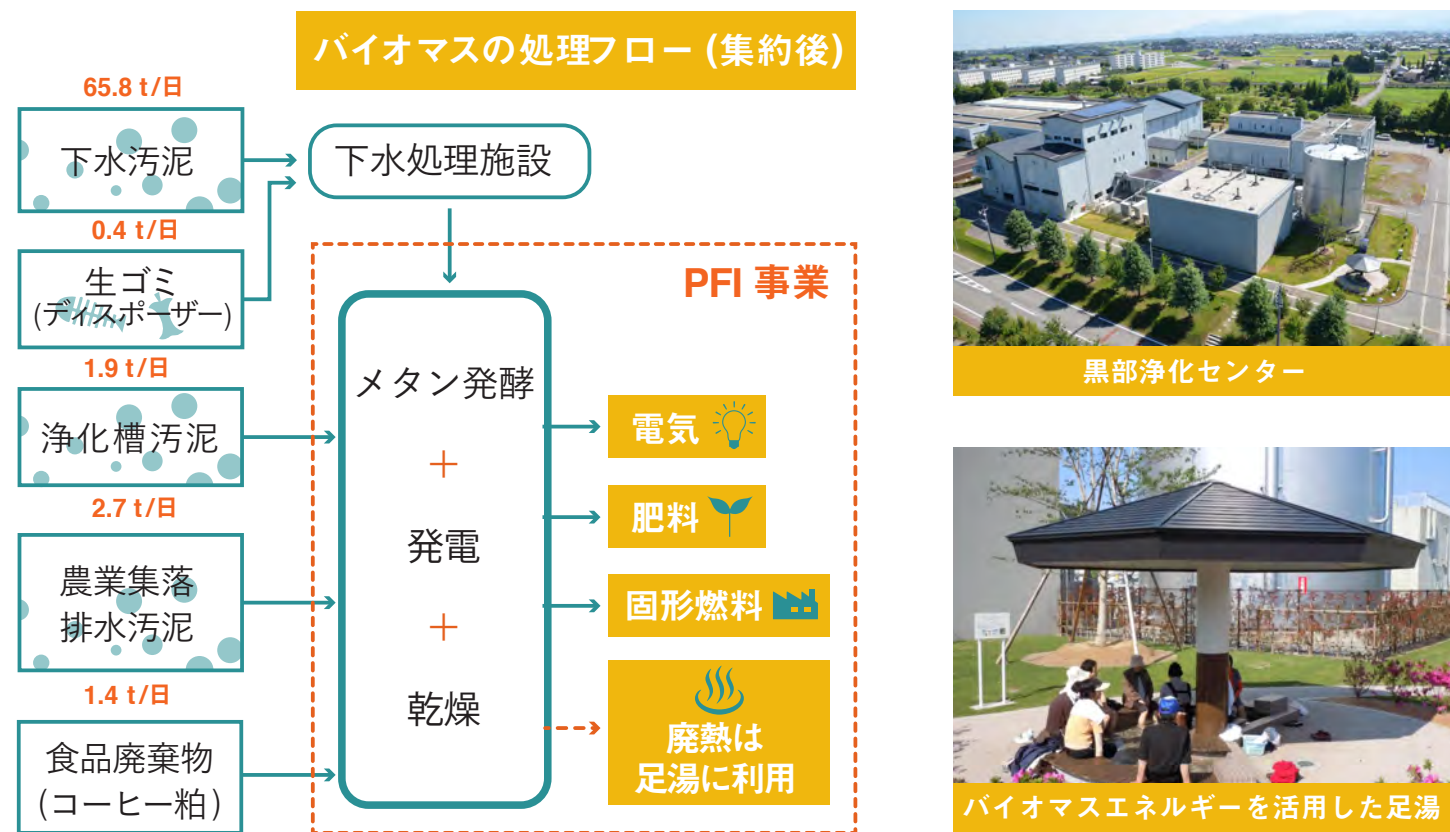 バイオマスの処理フロー (集約後)
65.8 t/日
下水汚泥
下水処理施設
0.4 t/日
生ゴミ
(ディスポーザー)
1.9 t/日
浄化槽汚泥
2.7 t/日
農業集落
排水汚泥
1.4 t/日
食品廃棄物
(コーヒー粕)
PFI 事業
メタン発酵
+
発電
+
乾燥
電気
肥料
固形燃料
廃熱は
足湯に利用
黒部浄化センター
バイオマスエネルギーを活用した足湯